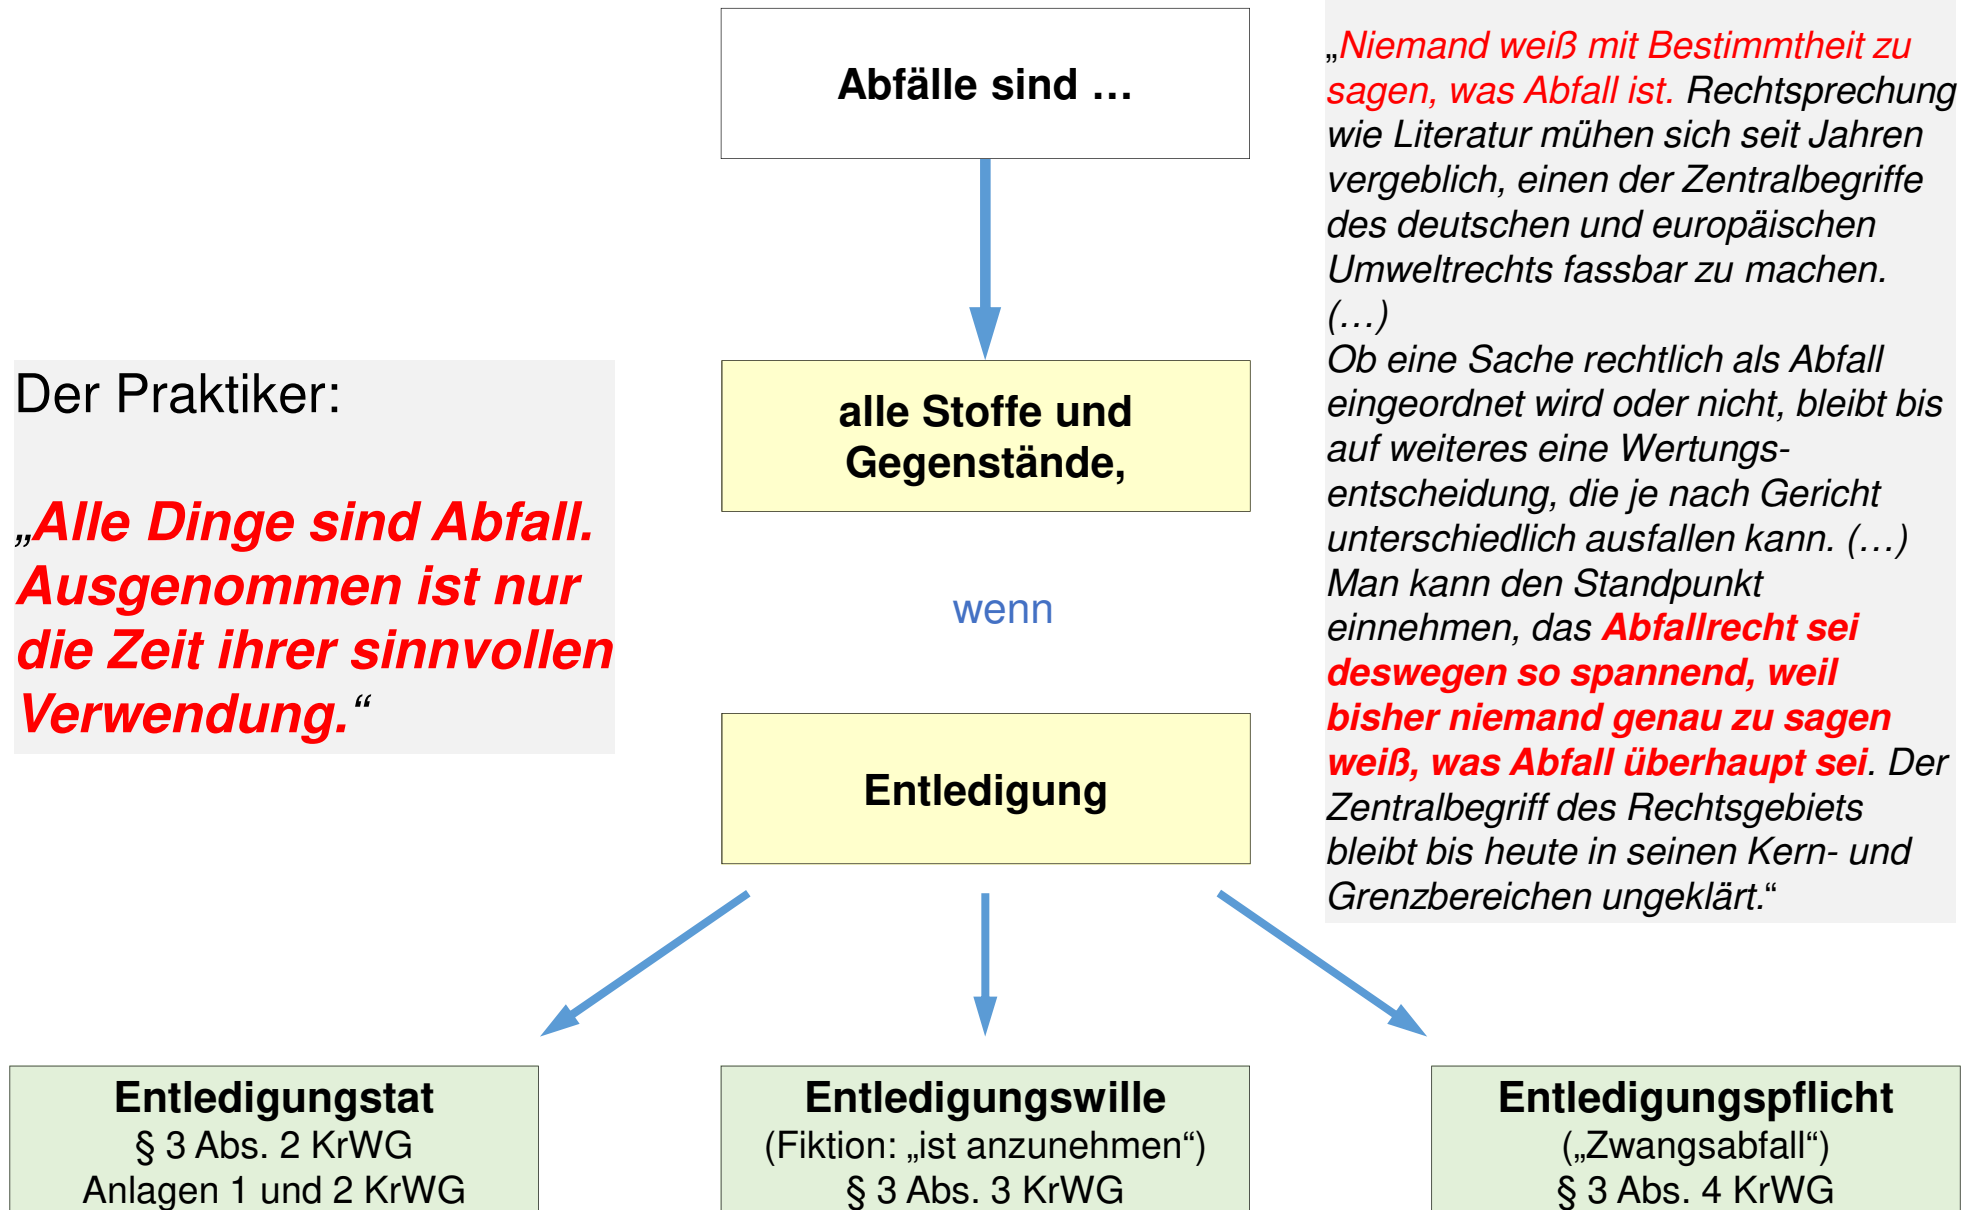 Abfälle sind …
alle Stoffe und
Gegenstände,
wenn
Entledigung
Entledigungstat
§ 3 Abs. 2 KrWG
Anlagen 1 und 2 KrWG
Entledigungswille
(Fiktion: „ist anzunehmen“)
§ 3 Abs. 3 KrWG
Entledigungspflicht
(„Zwangsabfall“)
§ 3 Abs. 4 KrWG
Der Praktiker:
„Alle Dinge sind Abfall.
Ausgenommen ist nur
die Zeit ihrer sinnvollen
Verwendung.“
„Niemand weiß mit Bestimmtheit zu
sagen, was Abfall ist. Rechtsprechung
wie Literatur mühen sich seit Jahren
vergeblich, einen der Zentralbegriffe
des deutschen und europäischen
Umweltrechts fassbar zu machen.
(…)
Ob eine Sache rechtlich als Abfall
eingeordnet wird oder nicht, bleibt bis
auf weiteres eine Wertungs-
entscheidung, die je nach Gericht
unterschiedlich ausfallen kann. (…)
Man kann den Standpunkt
einnehmen, das Abfallrecht sei
deswegen so spannend, weil
bisher niemand genau zu sagen
weiß, was Abfall überhaupt sei. Der
Zentralbegriff des Rechtsgebiets
bleibt bis heute in seinen Kern- und
Grenzbereichen ungeklärt.“